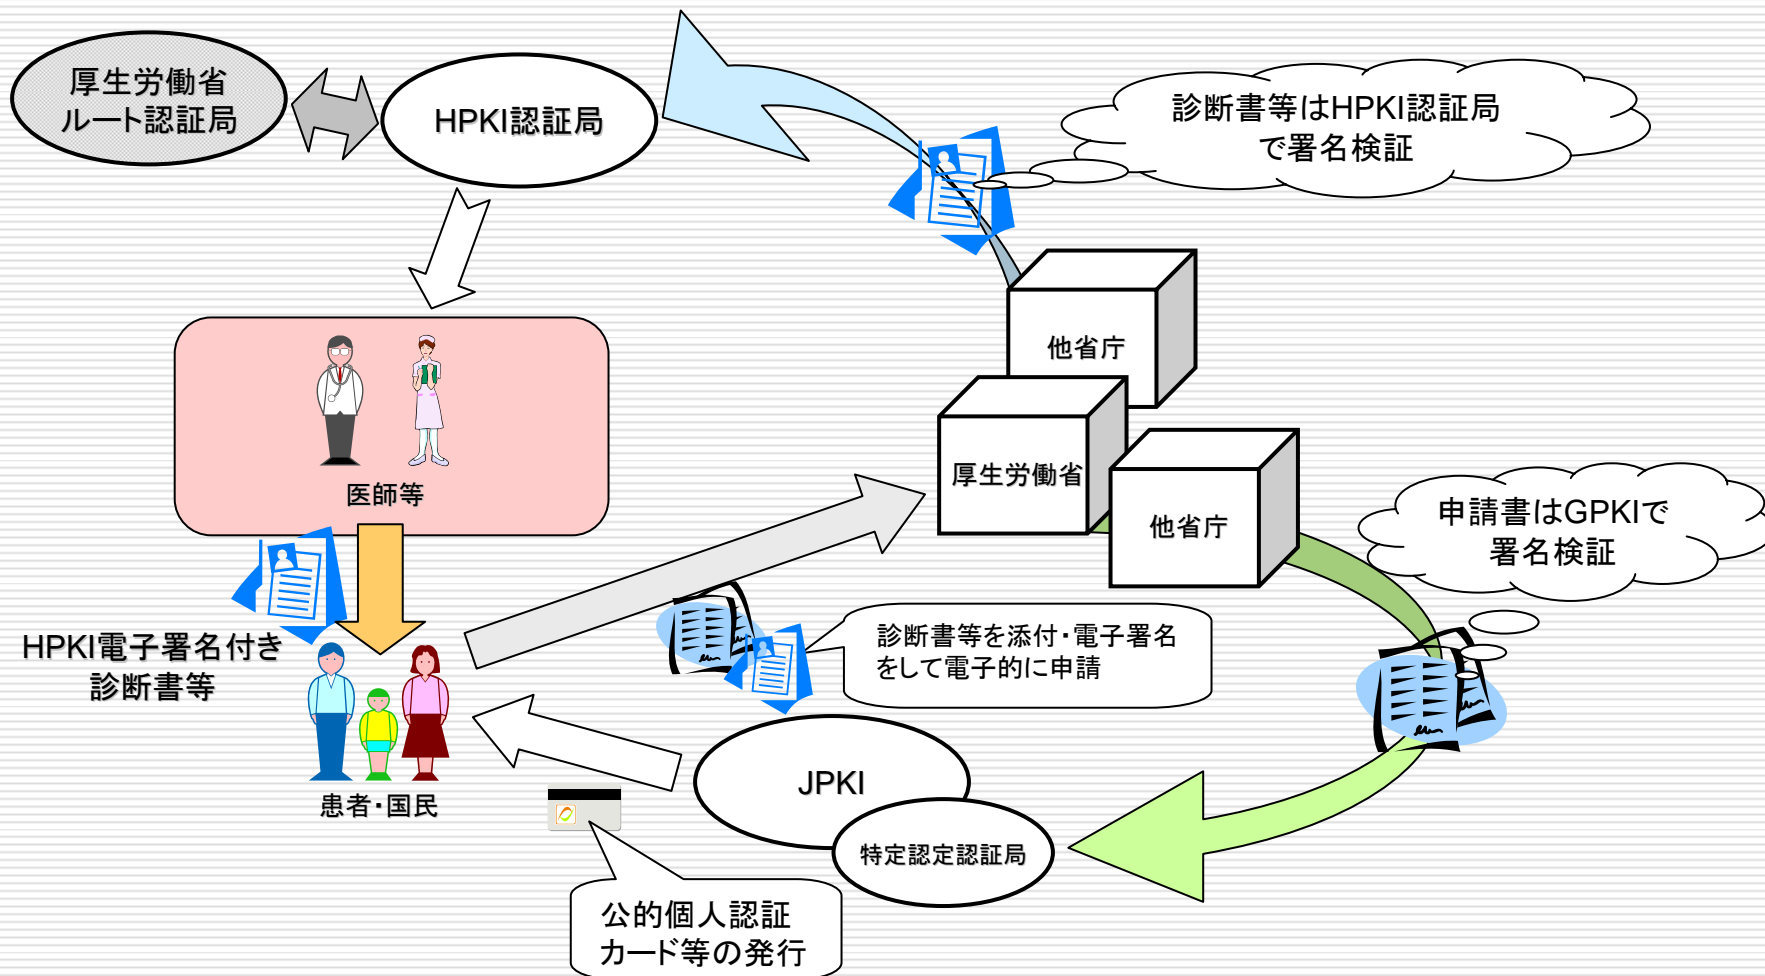 厚生労働省
ルート認証局
HPKI認証局
診断書等はHPKI認証局
で署名検証
他省庁
厚生労働省
他省庁
医師等
申請書はGPKIで
署名検証
HPKI電子署名付き
診断書等
診断書等を添付・電子署名
をして電子的に申請
患者・国民
JPKI
特定認定認証局
公的個人認証
カード等の発行